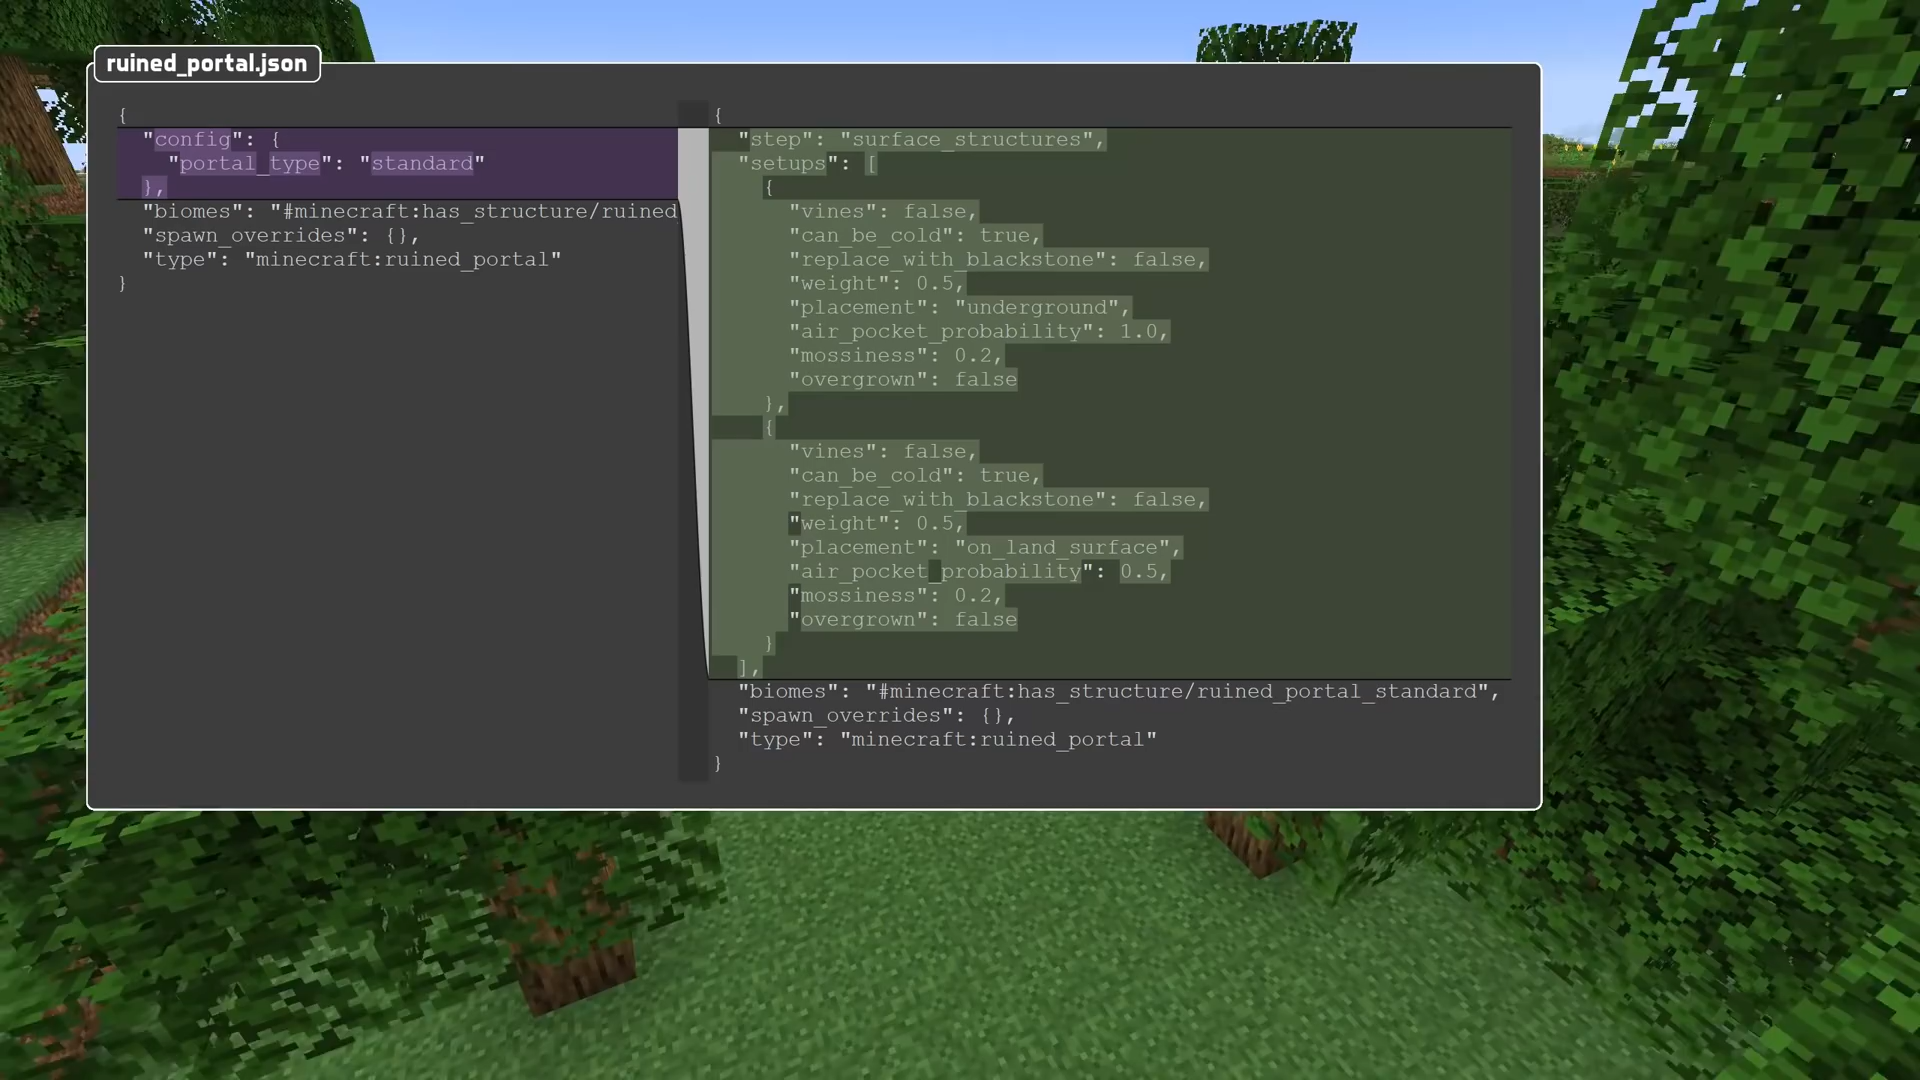 ruined_portal.json
{
"config": {
"portal_type": "standard"
},
"biomes": "#minecraft:has_structure/ruined
"spawn_overrides": {},
"type": "minecraft:ruined_portal"
}
{
"step": "surface_structures",
"setups": [
{
"vines": false,
"can_be_cold": true,
"replace_with_blackstone": false,
"weight": 0.5,
"placement": "underground",
"air_pocket_probability": 1.0,
"mossiness": 0.2,
"overgrown": false
},
{
"vines": false,
"can_be_cold": true,
"replace_with_blackstone": false,
"weight": 0.5,
"placement": "on_land_surface",
"air_pocket_probability": 0.5,
"mossiness": 0.2,
"overgrown": false
}
],
"biomes": "#minecraft:has_structure/ruined_portal_standard",
"spawn_overrides": {},
"type": "minecraft:ruined_portal"
}